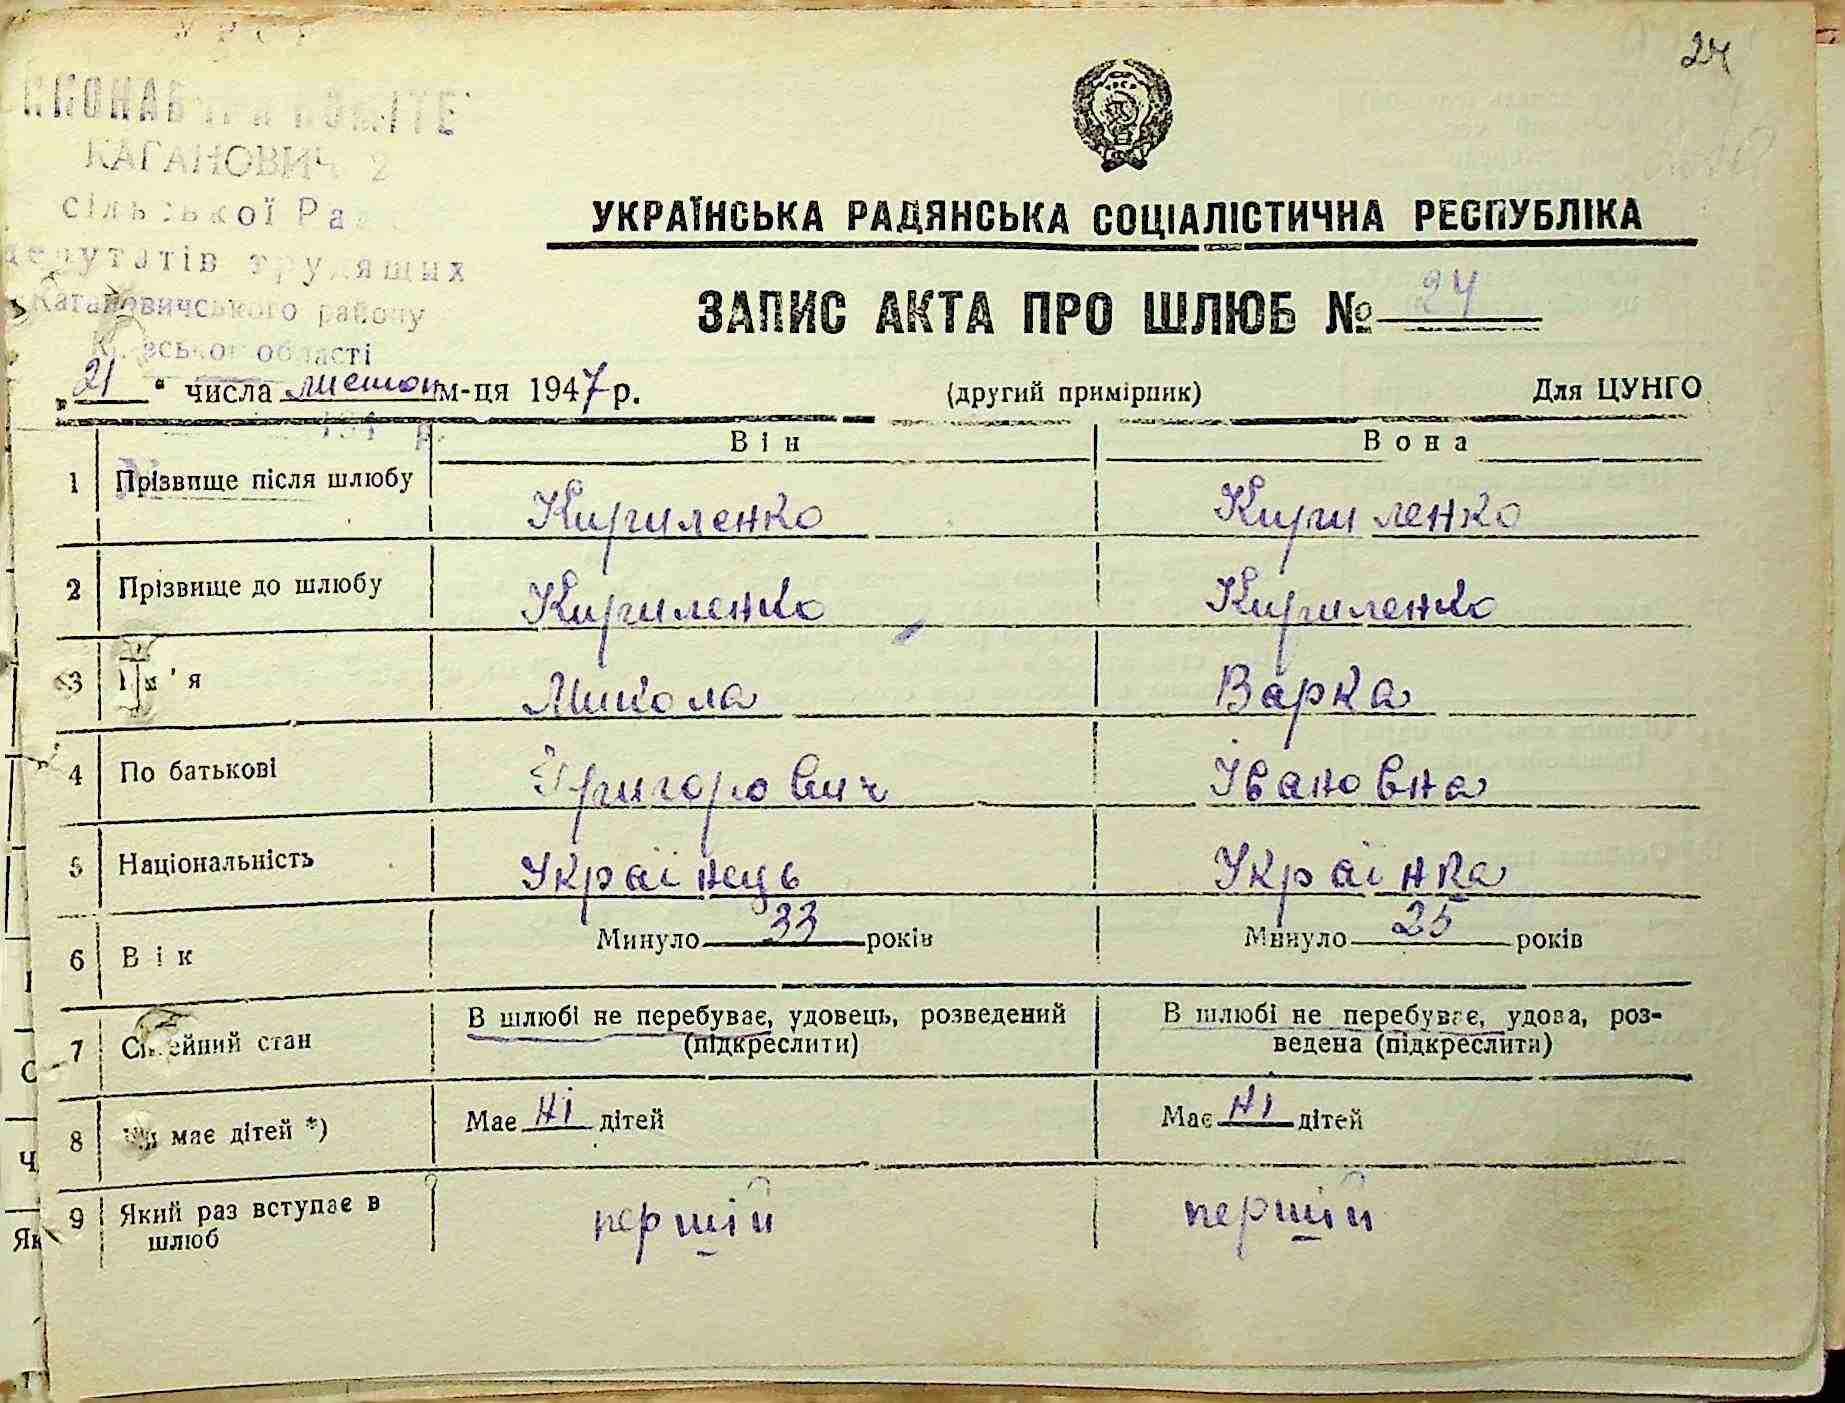 24
КАГАНОВИЧ 2
сільської
депутатів трудящих
Кагановичського району
області
УКРАЇНСЬКА РАДЯНСЬКА СОЦІАЛІСТИЧНА РЕСПУБЛІКА
ЗАПИС АКТА ПРО ШЛЮБ № 24
„21“ числа листоп м-ця 1947 р. (другий примірник) Для ЦУНГО
Він Вона
1 Прізвище після шлюбу Кириленко Кириленко
2 Прізвище до шлюбу Кириленко Кириленко
3 Ім'я Микола Варка
4 По батькові Григорович Івановна
5 Національність Українець Українка
6 Вік Минуло 33 років Минуло 25 років
7 Сімейний стан В шлюбі не перебуває, удовець, розведений (підкреслити) В шлюбі не перебуває, удова, роз-
ведена (підкреслити)
8 Чи має дітей *) Має ні дітей Має ні дітей
9 Який раз вступає в шлюб перший перший